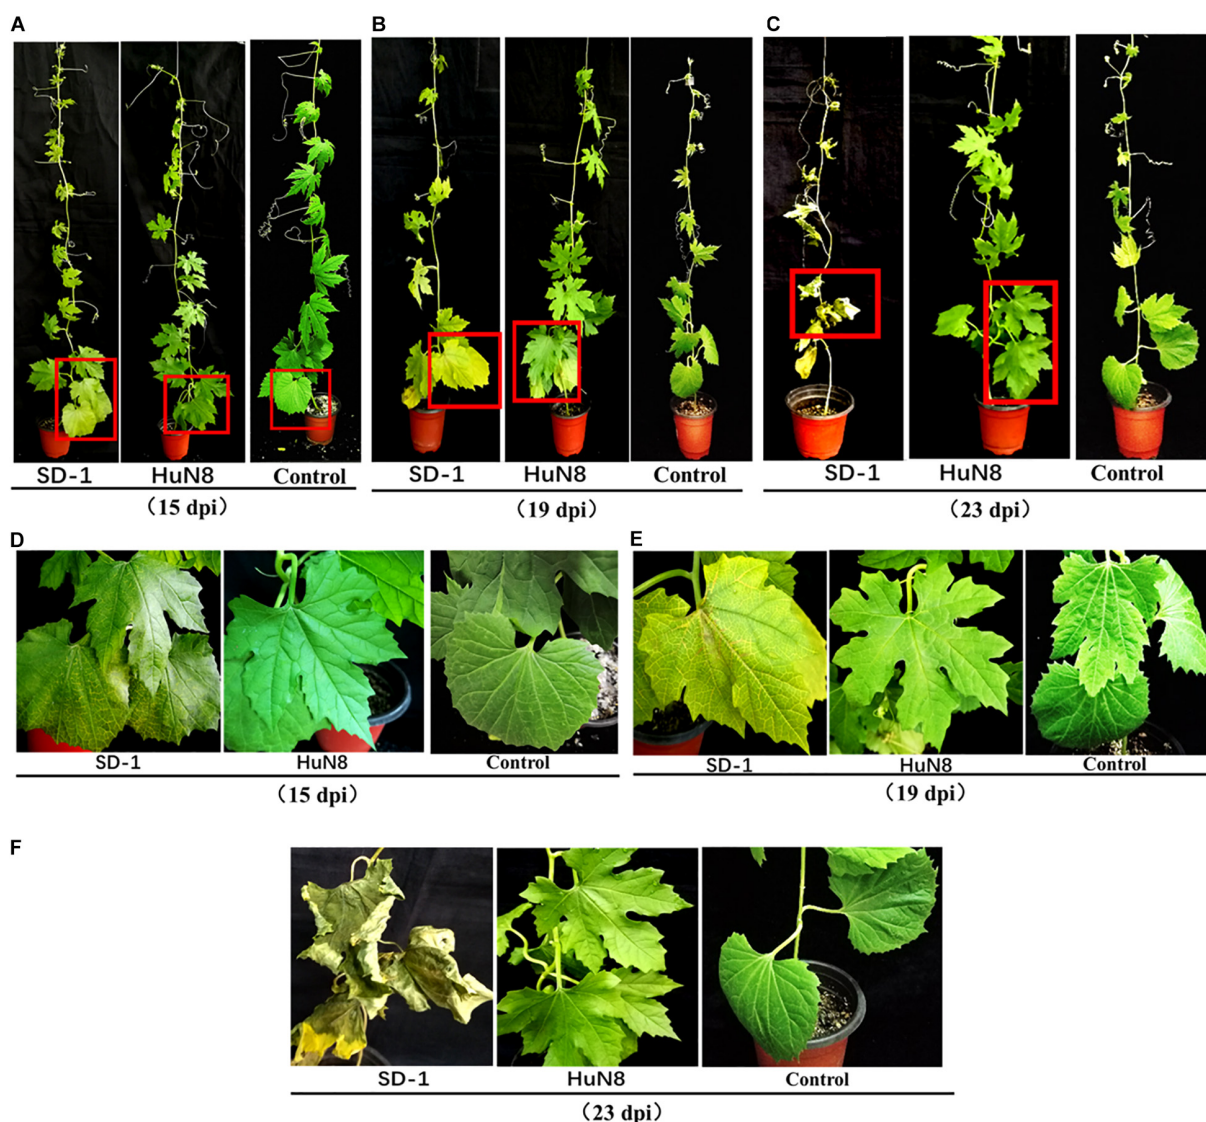 A B C
SD-1 HuN8 Control SD-1 HuN8 Control SD-1 HuN8 Control
(15 dpi) (19 dpi) (23 dpi)
D E
SD-1 HuN8 Control SD-1 HuN8 Control
(15 dpi) (19 dpi)
F
SD-1 HuN8 Control
(23 dpi)